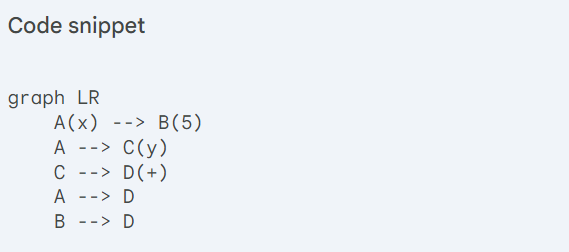 Code snippet
graph LR
A(x) --> B(5)
A --> C(y)
C --> D(+)
A --> D
B --> D